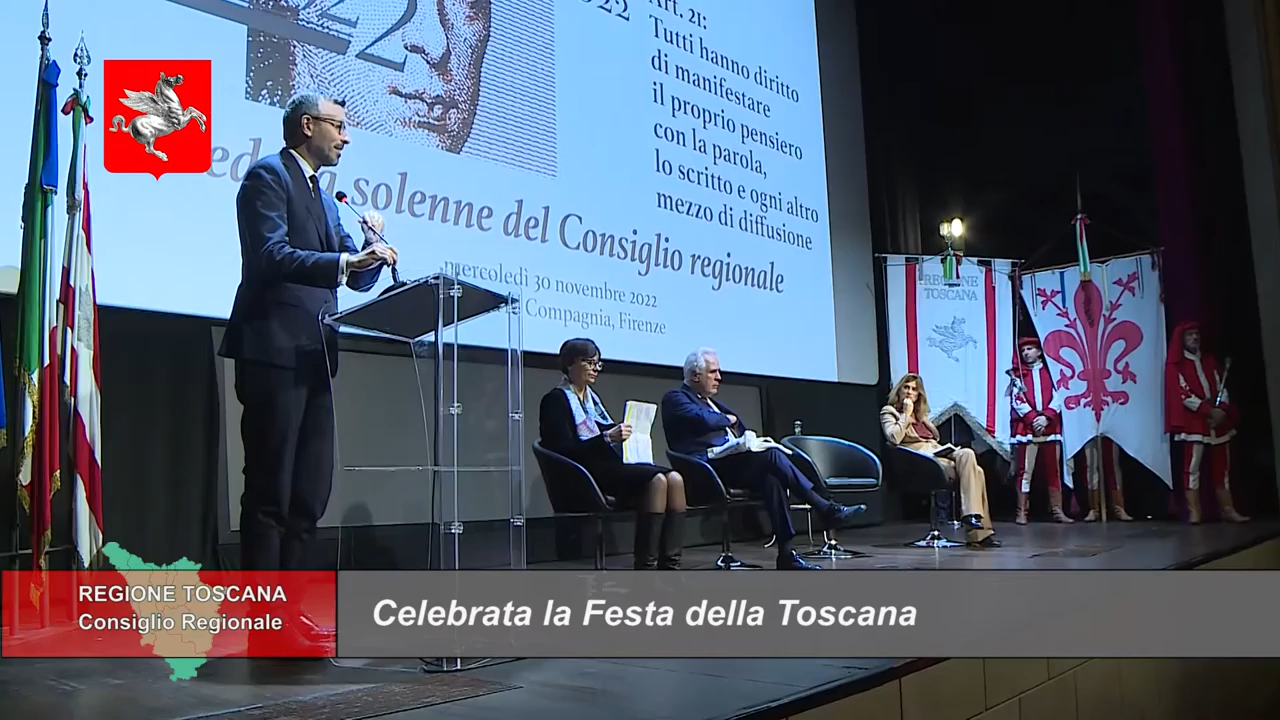 22
2022
Art. 21:
Tutti hanno diritto
di manifestare
il proprio pensiero
con la parola,
lo scritto e ogni altro
mezzo di diffusione
solenne del Consiglio regionale
mercoledì 30 novembre 2022
Compagnia, Firenze
REGIONE
TOSCANA
REGIONE TOSCANA
Consiglio Regionale
Celebrata la Festa della Toscana